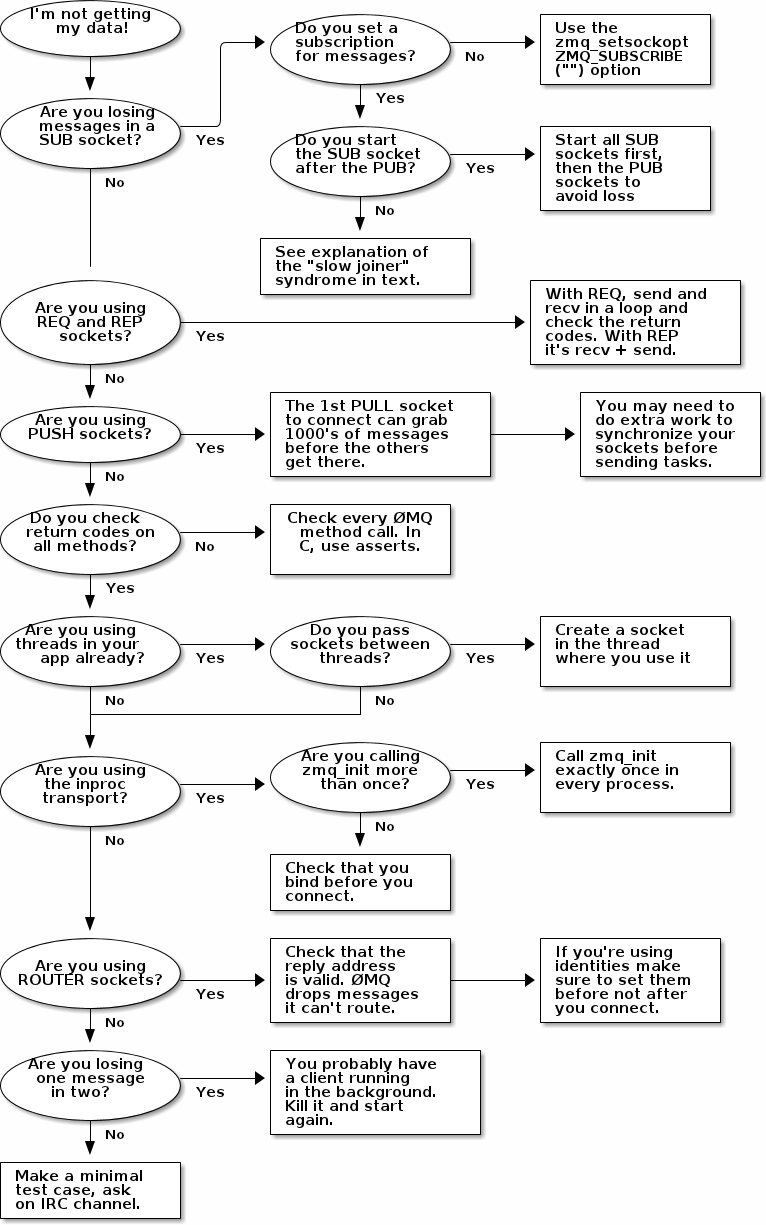 I'm not getting
my data!
Are you losing
messages in a
SUB socket?
Yes
No
Do you set a
subscription
for messages?
No
Yes
Use the
zmq_setsockopt
ZMQ_SUBSCRIBE
("") option
Do you start
the SUB socket
after the PUB?
Yes
No
Start all SUB
sockets first,
then the PUB
sockets to
avoid loss
See explanation of
the "slow joiner"
syndrome in text.
Are you using
REQ and REP
sockets?
Yes
No
With REQ, send and
recv in a loop and
check the return
codes. With REP
it's recv + send.
Are you using
PUSH sockets?
Yes
No
The 1st PULL socket
to connect can grab
1000's of messages
before the others
get there.
You may need to
do extra work to
synchronize your
sockets before
sending tasks.
Do you check
return codes on
all methods?
No
Yes
Check every ØMQ
method call. In
C, use asserts.
Are you using
threads in your
app already?
Yes
No
Do you pass
sockets between
threads?
Yes
No
Create a socket
in the thread
where you use it
Are you using
the inproc
transport?
Yes
No
Are you calling
zmq_init more
than once?
Yes
No
Call zmq_init
exactly once in
every process.
Check that you
bind before you
connect.
Are you using
ROUTER sockets?
Yes
No
Check that the
reply address
is valid. ØMQ
drops messages
it can't route.
If you're using
identities make
sure to set them
before not after
you connect.
Are you losing
one message
in two?
Yes
No
You probably have
a client running
in the background.
Kill it and start
again.
Make a minimal
test case, ask
on IRC channel.